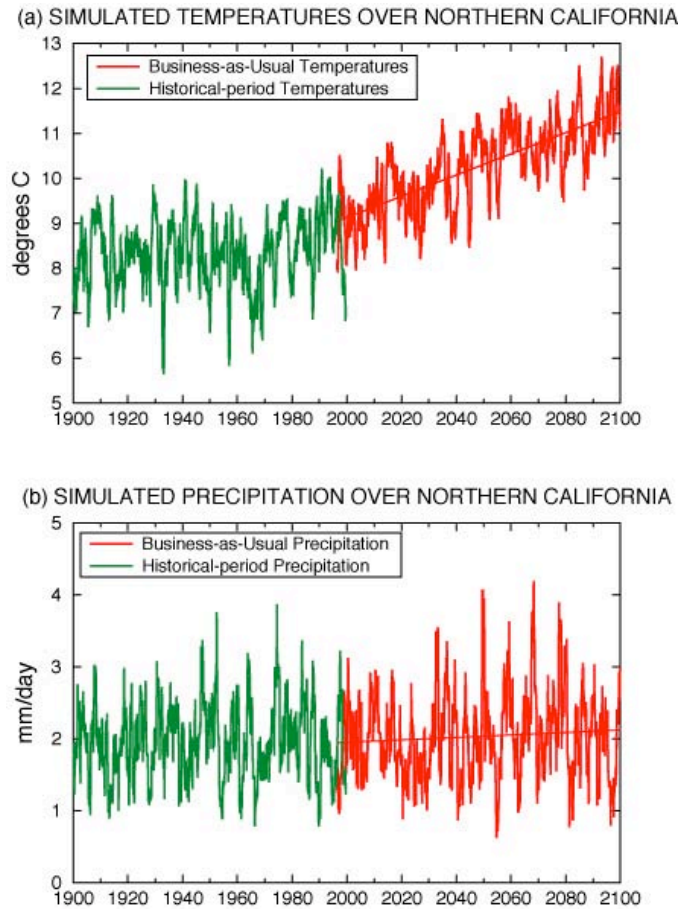 (a) SIMULATED TEMPERATURES OVER NORTHERN CALIFORNIA
13
12
11
10
9
8
7
6
5
degrees C
Business-as-Usual Temperatures
Historical-period Temperatures
1900 1920 1940 1960 1980 2000 2020 2040 2060 2080 2100
(b) SIMULATED PRECIPITATION OVER NORTHERN CALIFORNIA
5
4
3
2
1
0
mm/day
Business-as-Usual Precipitation
Historical-period Precipitation
1900 1920 1940 1960 1980 2000 2020 2040 2060 2080 2100